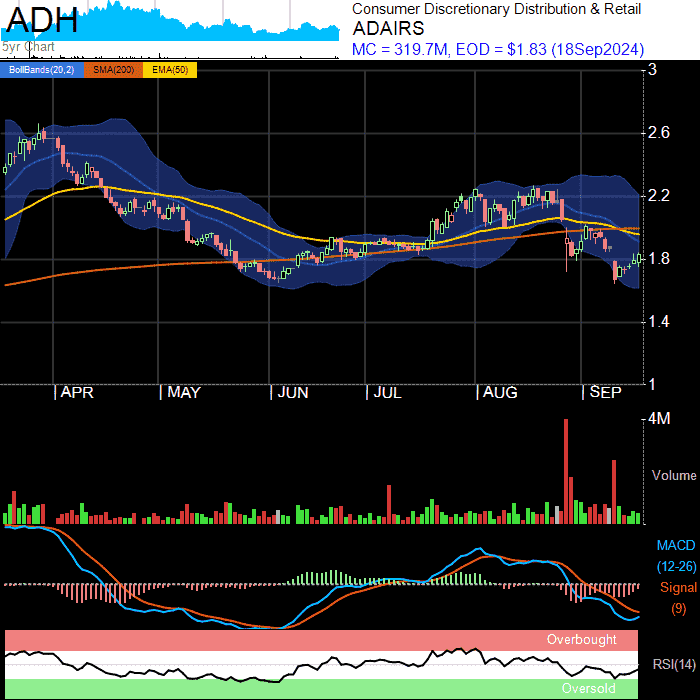 ADH
5yr Chart
Consumer Discretionary Distribution & Retail
ADAIRS
MC = 319.7M, EOD = $1.83 (18Sep2024)
BollBands(20,2) SMA(200) EMA(50)
3
2.6
2.2
1.8
1.4
1
| APR | MAY | JUN | JUL | AUG | SEP
4M
Volume
MACD
(12-26)
Signal
(9)
Overbought
RSI(14)
Oversold